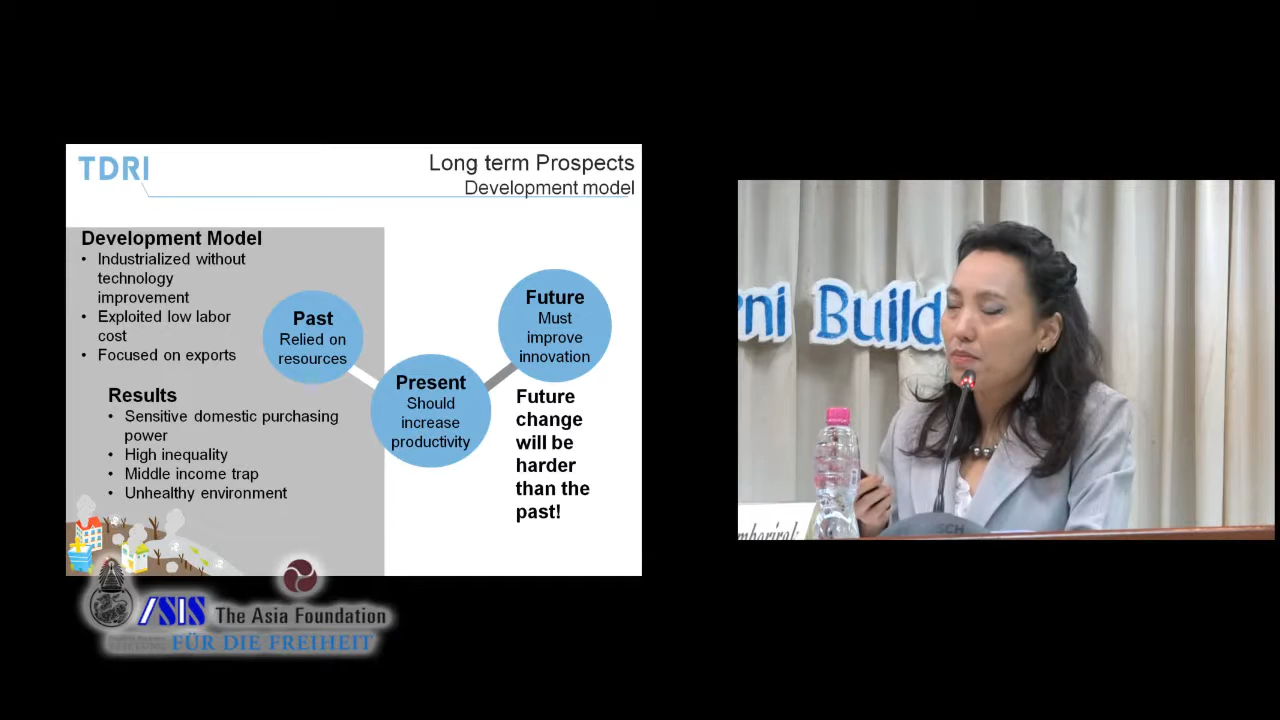 TDRI
Long term Prospects
Development model
Development Model
• Industrialized without
technology
improvement
• Exploited low labor
cost
• Focused on exports
Results
• Sensitive domestic purchasing
power
• High inequality
• Middle income trap
• Unhealthy environment
Past
Relied on
resources
Present
Should
increase
productivity
Future
Must
improve
innovation
Future
change
will be
harder
than the
past!
ISIS The Asia Foundation
FÜR DIE FREIHEIT
Build